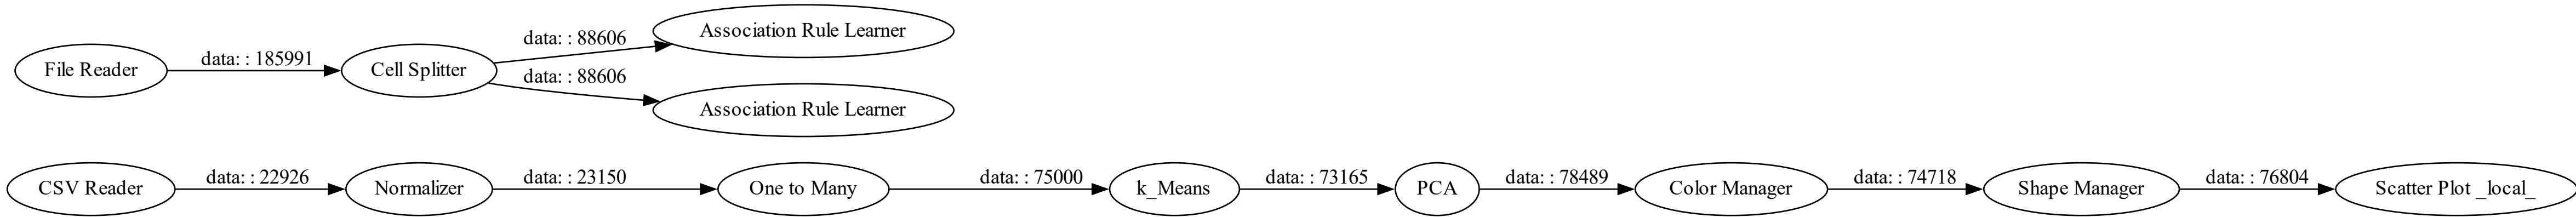 File Reader
data: : 185991
Cell Splitter
data: : 88606
Association Rule Learner
data: : 88606
Association Rule Learner
CSV Reader
data: : 22926
Normalizer
data: : 23150
One to Many
data: : 75000
k_Means
data: : 73165
PCA
data: : 78489
Color Manager
data: : 74718
Shape Manager
data: : 76804
Scatter Plot _local_